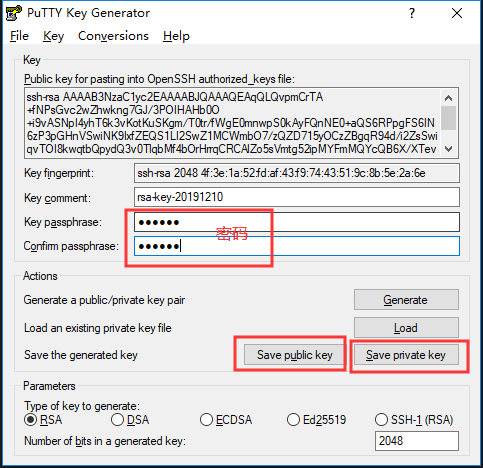 PuTTY Key Generator
?
File Key Conversions Help
Key
Public key for pasting into OpenSSH authorized_keys file:
ssh-rsa AAAAB3NzaC1yc2EAAAABJQAAAQEAqQLQvpmCrTA
+fNPsGvc2wZhwkng7GJ/3POIHAHb0O
+i9vASNpI4yhT6k3vKotKuSKgm/T0tr/fWgE0mnwpS0kAyFQnNE0+aQS6RPpgFS6IN
6zP3pGHnVSwiNK9IxfZEQS1LI2SwZ1MCWmbO7/zQZD715yOCzZBgqR94d/i2ZsSwi
qvTOI8kwqtbQpydQ3v0TlqbMf4bOrHrrqCRCAlZo5sVmtg52ipMYFmMQYcQB6X/XTev
Key fingerprint: ssh-rsa 2048 4f:3e:1a:52:fd:af:43:f9:74:43:51:9c:8b:5e:2a:6e
Key comment: rsa-key-20191210
Key passphrase: ●●●●●●
密码
Confirm passphrase: ●●●●●●
Actions
Generate a public/private key pair Generate
Load an existing private key file Load
Save the generated key Save public key Save private key
Parameters
Type of key to generate:
RSA DSA ECDSA Ed25519 SSH-1 (RSA)
Number of bits in a generated key: 2048